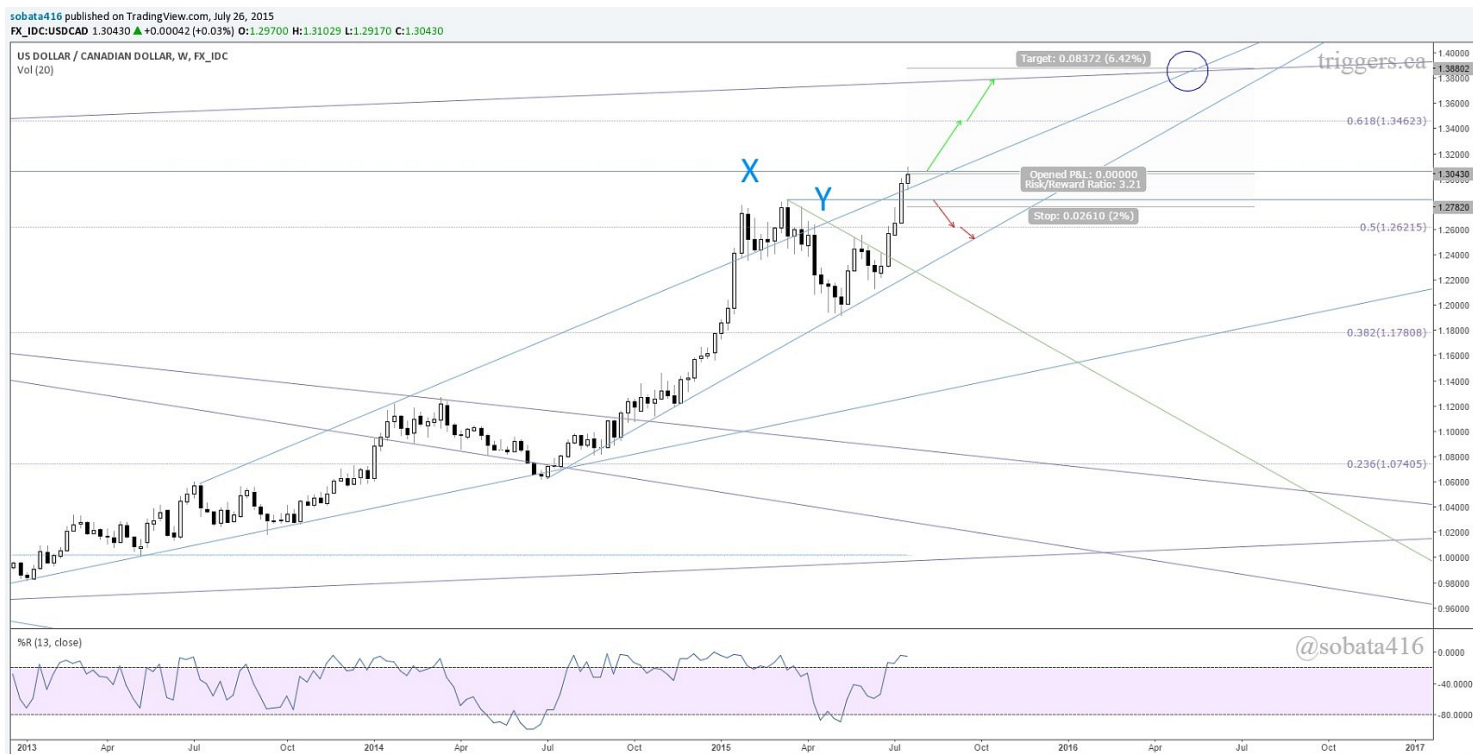 sobata416 published on TradingView.com, July 26, 2015
FX_IDC:USDCAD 1.30430 ▲ +0.00042 (+0.03%) O:1.29700 H:1.31029 L:1.29170 C:1.30430
US DOLLAR / CANADIAN DOLLAR, W, FX_IDC
Vol (20)
triggers.ca
Target: 0.08372 (6.42%)
1.40000
1.38802
1.38000
1.36000
0.618(1.34623)
1.34000
1.32000
X
Opened P&L: 0.00000
Risk/Reward Ratio: 3.21
1.30430
Y
Stop: 0.02610 (2%)
1.27820
1.26000
0.5(1.26215)
1.24000
1.22000
1.20000
1.18000
0.382(1.17808)
1.16000
1.14000
1.12000
1.10000
1.08000
0.236(1.07405)
1.06000
1.04000
1.02000
1.00000
0.98000
0.96000
%R (13, close)
@sobata416
0.0000
-40.0000
-80.0000
2013 Apr Jul Oct 2014 Apr Jul Oct 2015 Apr Jul Oct 2016 Apr Jul Oct 2017